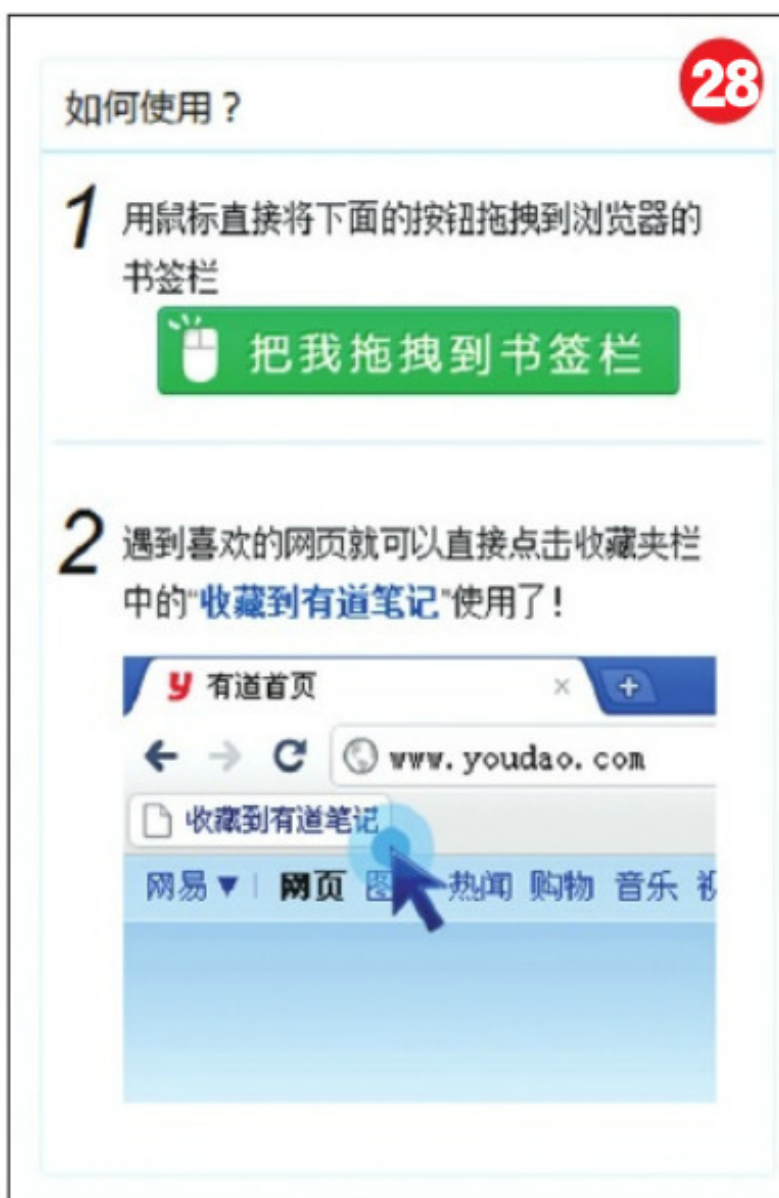 28
如何使用？
1 用鼠标直接将下面的按钮拖拽到浏览器的
书签栏
把我拖拽到书签栏
2 遇到喜欢的网页就可以直接点击收藏夹栏
中的“收藏到有道笔记”使用了！
y 有道首页 × +
www.youdao.com
收藏到有道笔记
网易▼ | 网页 热闻 购物 音乐